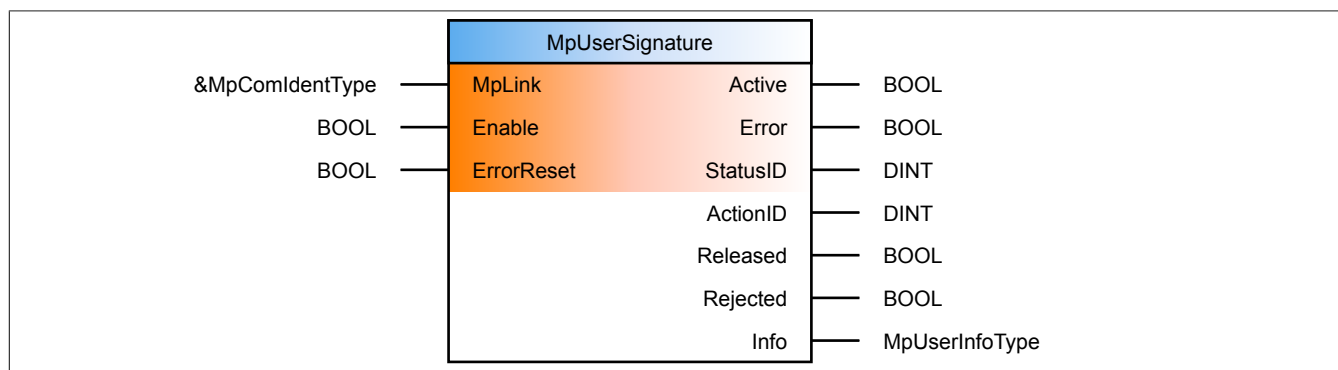 MpUserSignature
&MpComIdentType MpLink Active BOOL
BOOL Enable Error BOOL
BOOL ErrorReset StatusID DINT
ActionID DINT
Released BOOL
Rejected BOOL
Info MpUserInfoType